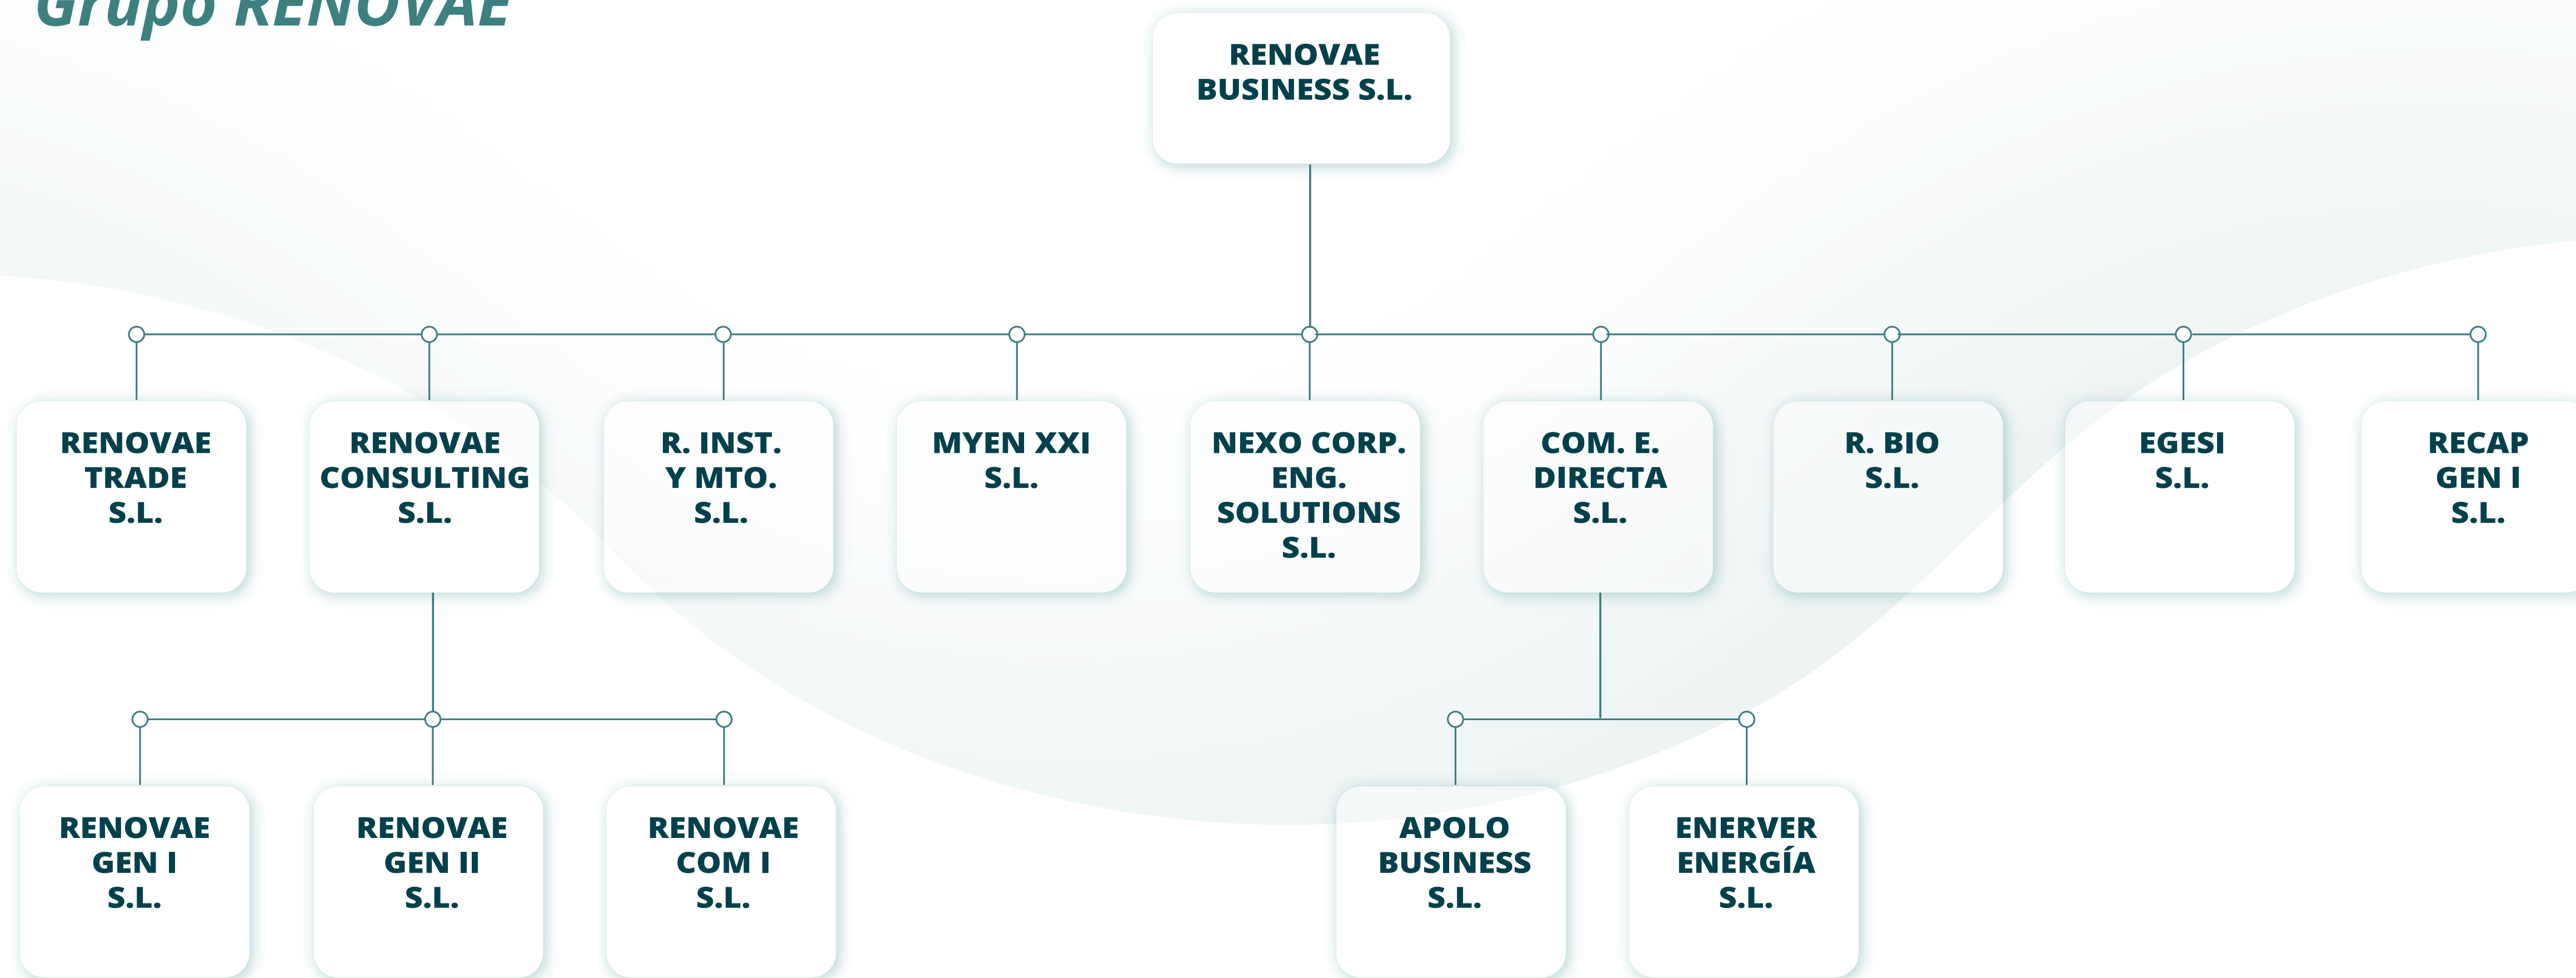 Grupo RENOVAE
RENOVAE
BUSINESS S.L.
RENOVAE
TRADE
S.L.
RENOVAE
CONSULTING
S.L.
R. INST.
Y MTO.
S.L.
MYEN XXI
S.L.
NEXO CORP.
ENG.
SOLUTIONS
S.L.
COM. E.
DIRECTA
S.L.
R. BIO
S.L.
EGESI
S.L.
RECAP
GEN I
S.L.
RENOVAE
GEN I
S.L.
RENOVAE
GEN II
S.L.
RENOVAE
COM I
S.L.
APOLO
BUSINESS
S.L.
ENERVER
ENERGÍA
S.L.